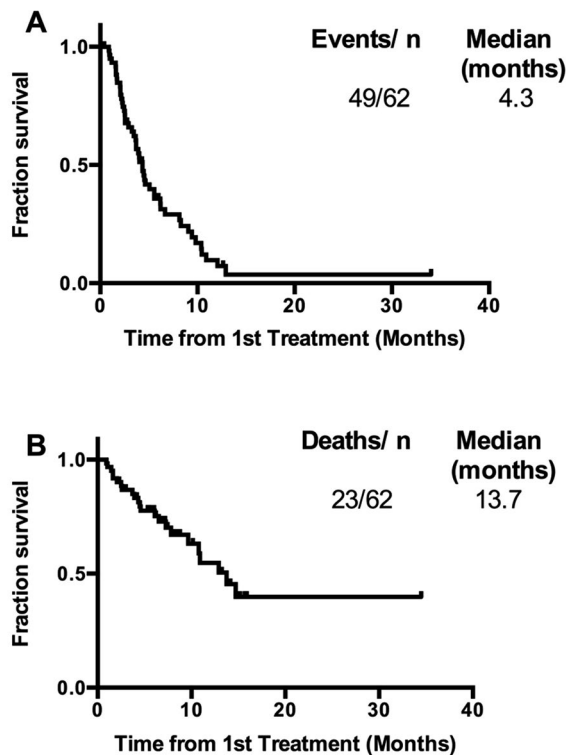 A
Events/ n Median
(months)
49/62 4.3
1.0
0.5
0.0
Fraction survival
0 10 20 30 40
Time from 1st Treatment (Months)
B
Deaths/ n Median
(months)
23/62 13.7
1.0
0.5
0.0
Fraction survival
0 10 20 30 40
Time from 1st Treatment (Months)